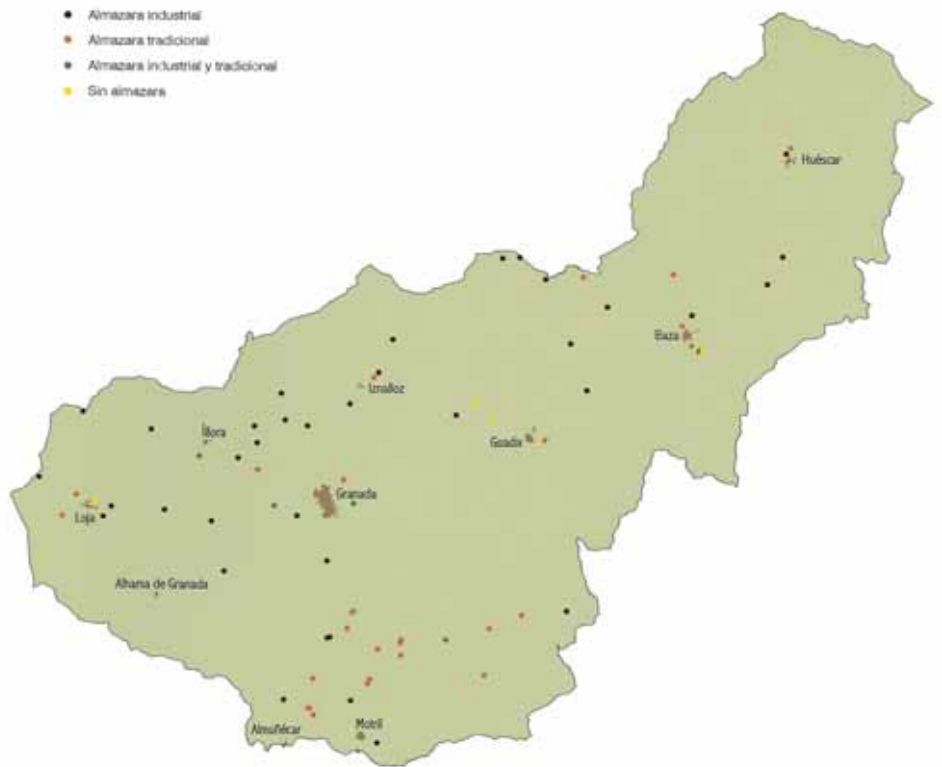 Almazara industrial
Almazara tradicional
Almazara industrial y tradicional
Sin almazara
Huéscar
Baza
Iznalloz
Íllora
Guadix
Granada
Loja
Alhama de Granada
Motril
Almuñécar